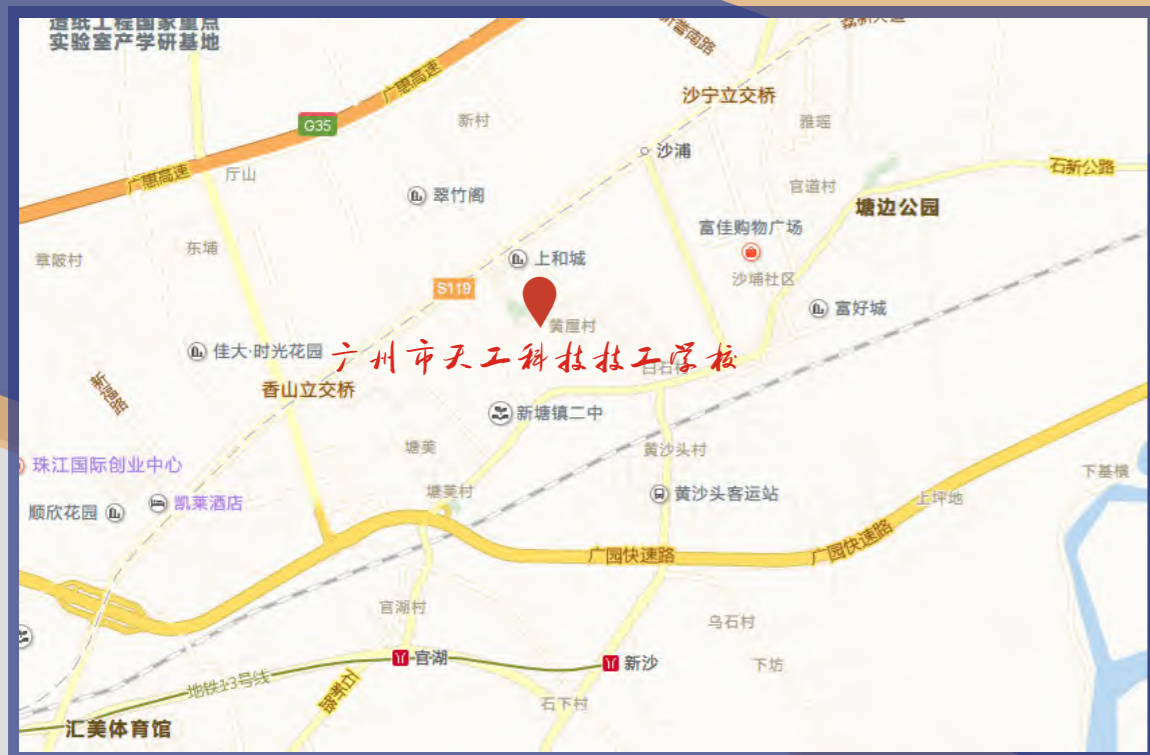 造纸工程国家重点
实验室产学研基地
新誉南路
荔新大道
广惠高速
沙宁立交桥
G35
新村
雅瑶
沙浦
石新公路
广惠高速
厅山
官道村
翠竹阁
塘边公园
富佳购物广场
东埔
章陂村
上和城
沙埔社区
S119
富好城
黄屋村
佳大·时光花园
广州市天工科技技工学校
白石村
新福路
香山立交桥
新塘镇二中
塘美
黄沙头村
珠江国际创业中心
下基横
塘美村
黄沙头客运站
上坪地
凯莱酒店
顺欣花园
广园快速路
广园快速路
官湖村
乌石村
官湖
新沙
下坊
地铁13号线
石新路
石下村
汇美体育馆